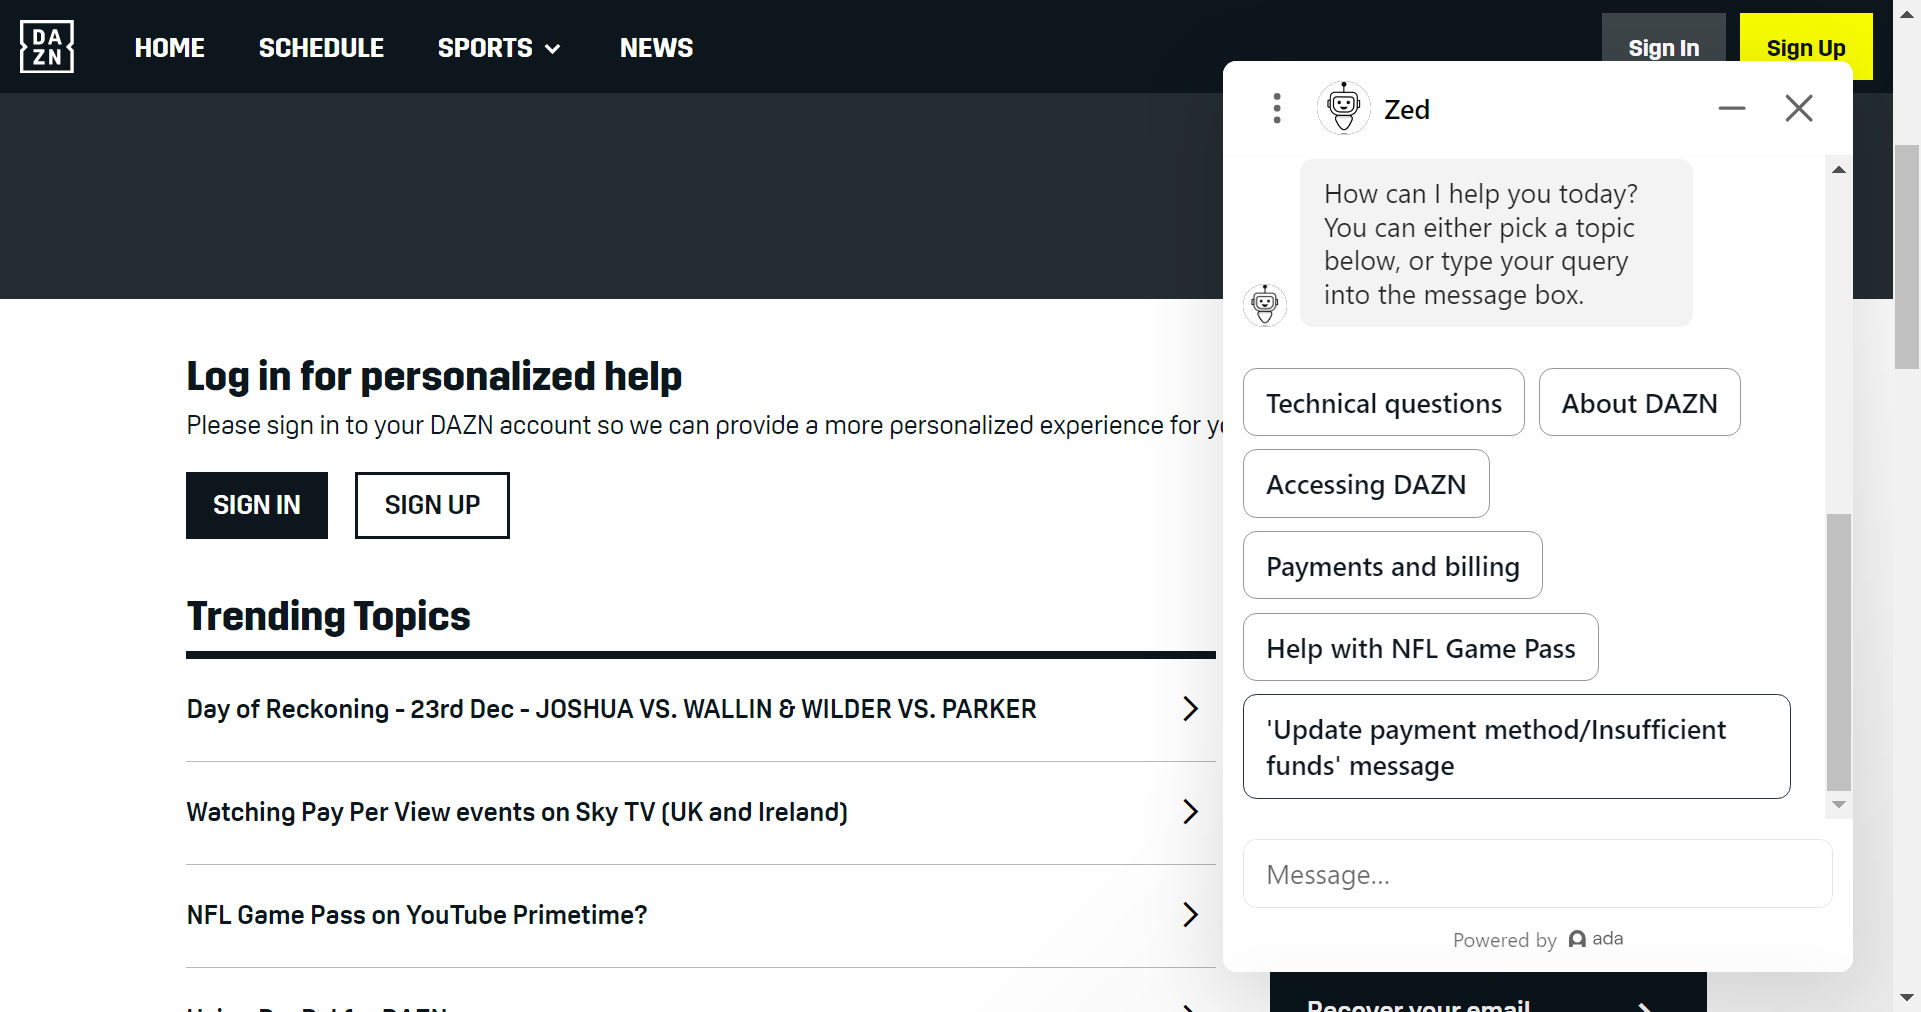 DA
ZN
HOME
SCHEDULE
SPORTS
NEWS
Sign In
Sign Up
Zed
How can I help you today?
You can either pick a topic
below, or type your query
into the message box.
Technical questions
About DAZN
Accessing DAZN
Payments and billing
Help with NFL Game Pass
'Update payment method/Insufficient
funds' message
Message...
Powered by ada
Log in for personalized help
Please sign in to your DAZN account so we can provide a more personalized experience for
SIGN IN
SIGN UP
Trending Topics
Day of Reckoning - 23rd Dec - JOSHUA VS. WALLIN & WILDER VS. PARKER
Watching Pay Per View events on Sky TV (UK and Ireland)
NFL Game Pass on YouTube Primetime?
Using PayPal for DAZN
Recover your email